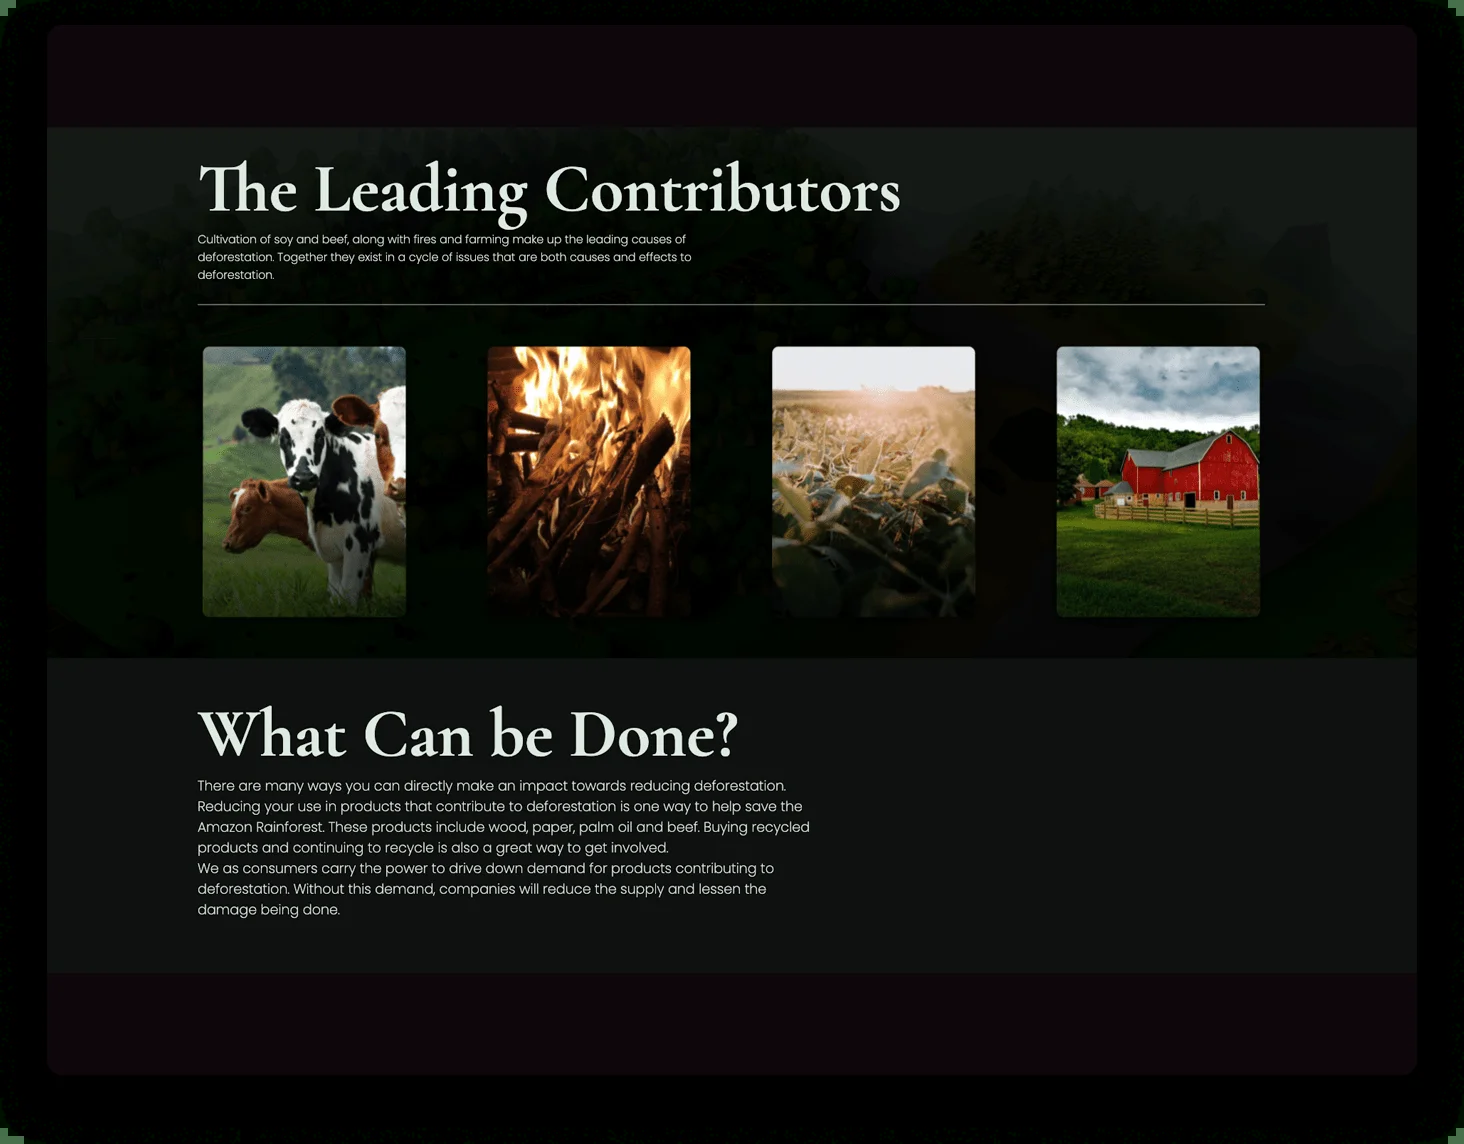 The Leading Contributors
Cultivation of soy and beef, along with fires and farming make up the leading causes of
deforestation. Together they exist in a cycle of issues that are both causes and effects to
deforestation.
What Can be Done?
There are many ways you can directly make an impact towards reducing deforestation.
Reducing your use in products that contribute to deforestation is one way to help save the
Amazon Rainforest. These products include wood, paper, palm oil and beef. Buying recycled
products and continuing to recycle is also a great way to get involved.
We as consumers carry the power to drive down demand for products contributing to
deforestation. Without this demand, companies will reduce the supply and lessen the
damage being done.